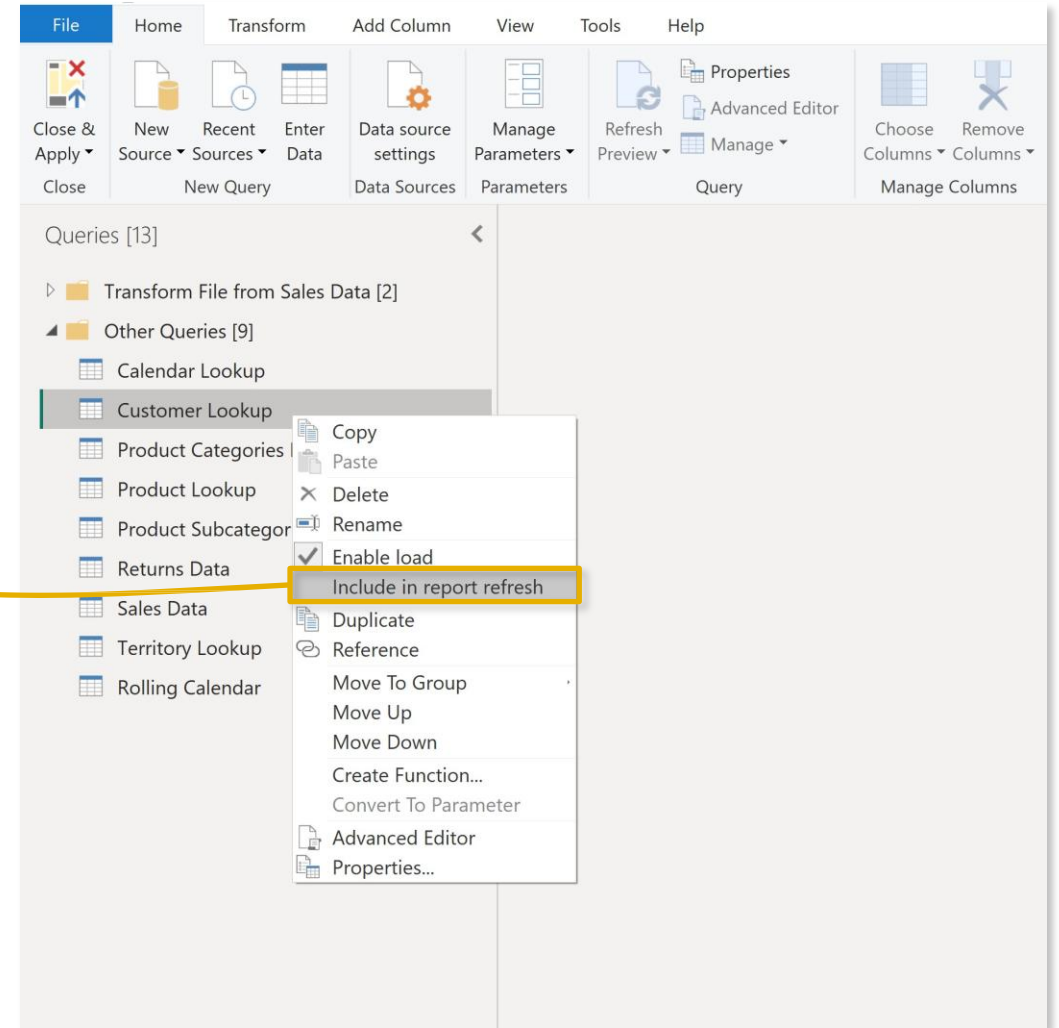 File Home Transform Add Column View Tools Help
Close & Apply
New Source
Recent Sources
Enter Data
Data source settings
Manage Parameters
Refresh Preview
Properties
Advanced Editor
Manage
Choose Columns
Remove Columns
Close New Query Data Sources Parameters Query Manage Columns
Queries [13]
Transform File from Sales Data [2]
Other Queries [9]
Calendar Lookup
Customer Lookup
Product Categories
Product Lookup
Product Subcategor
Returns Data
Sales Data
Territory Lookup
Rolling Calendar
Copy
Paste
Delete
Rename
Enable load
Include in report refresh
Duplicate
Reference
Move To Group
Move Up
Move Down
Create Function...
Convert To Parameter
Advanced Editor
Properties...